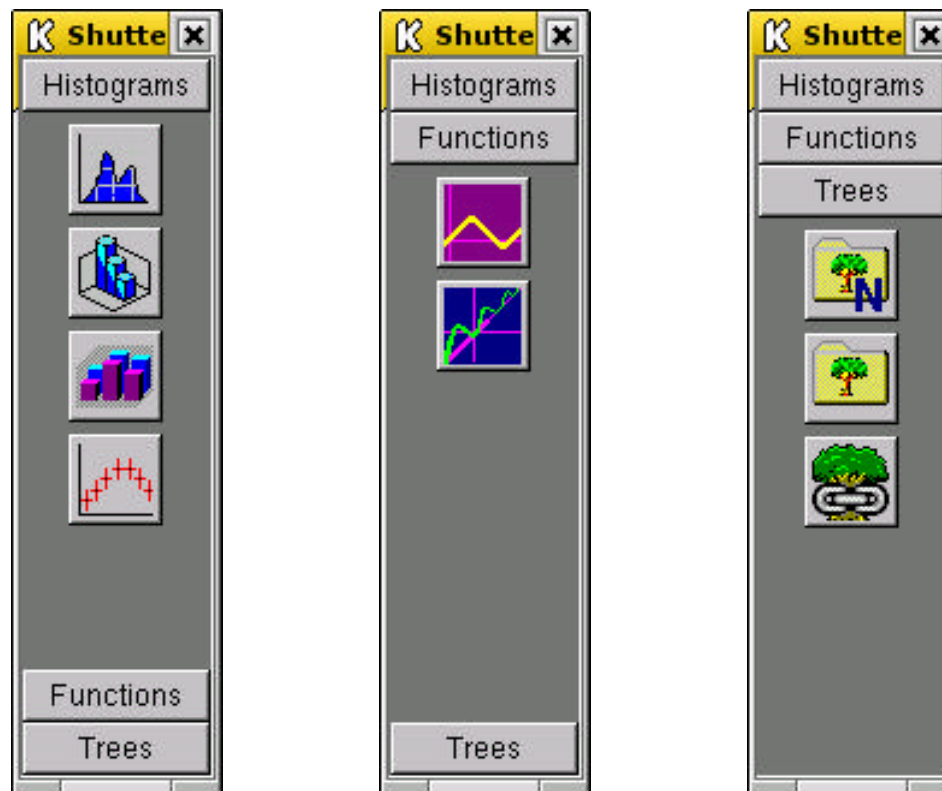 K Shutte
Histograms
Functions
Trees
K Shutte
Histograms
Functions
Trees
K Shutte
Histograms
Functions
Trees
N